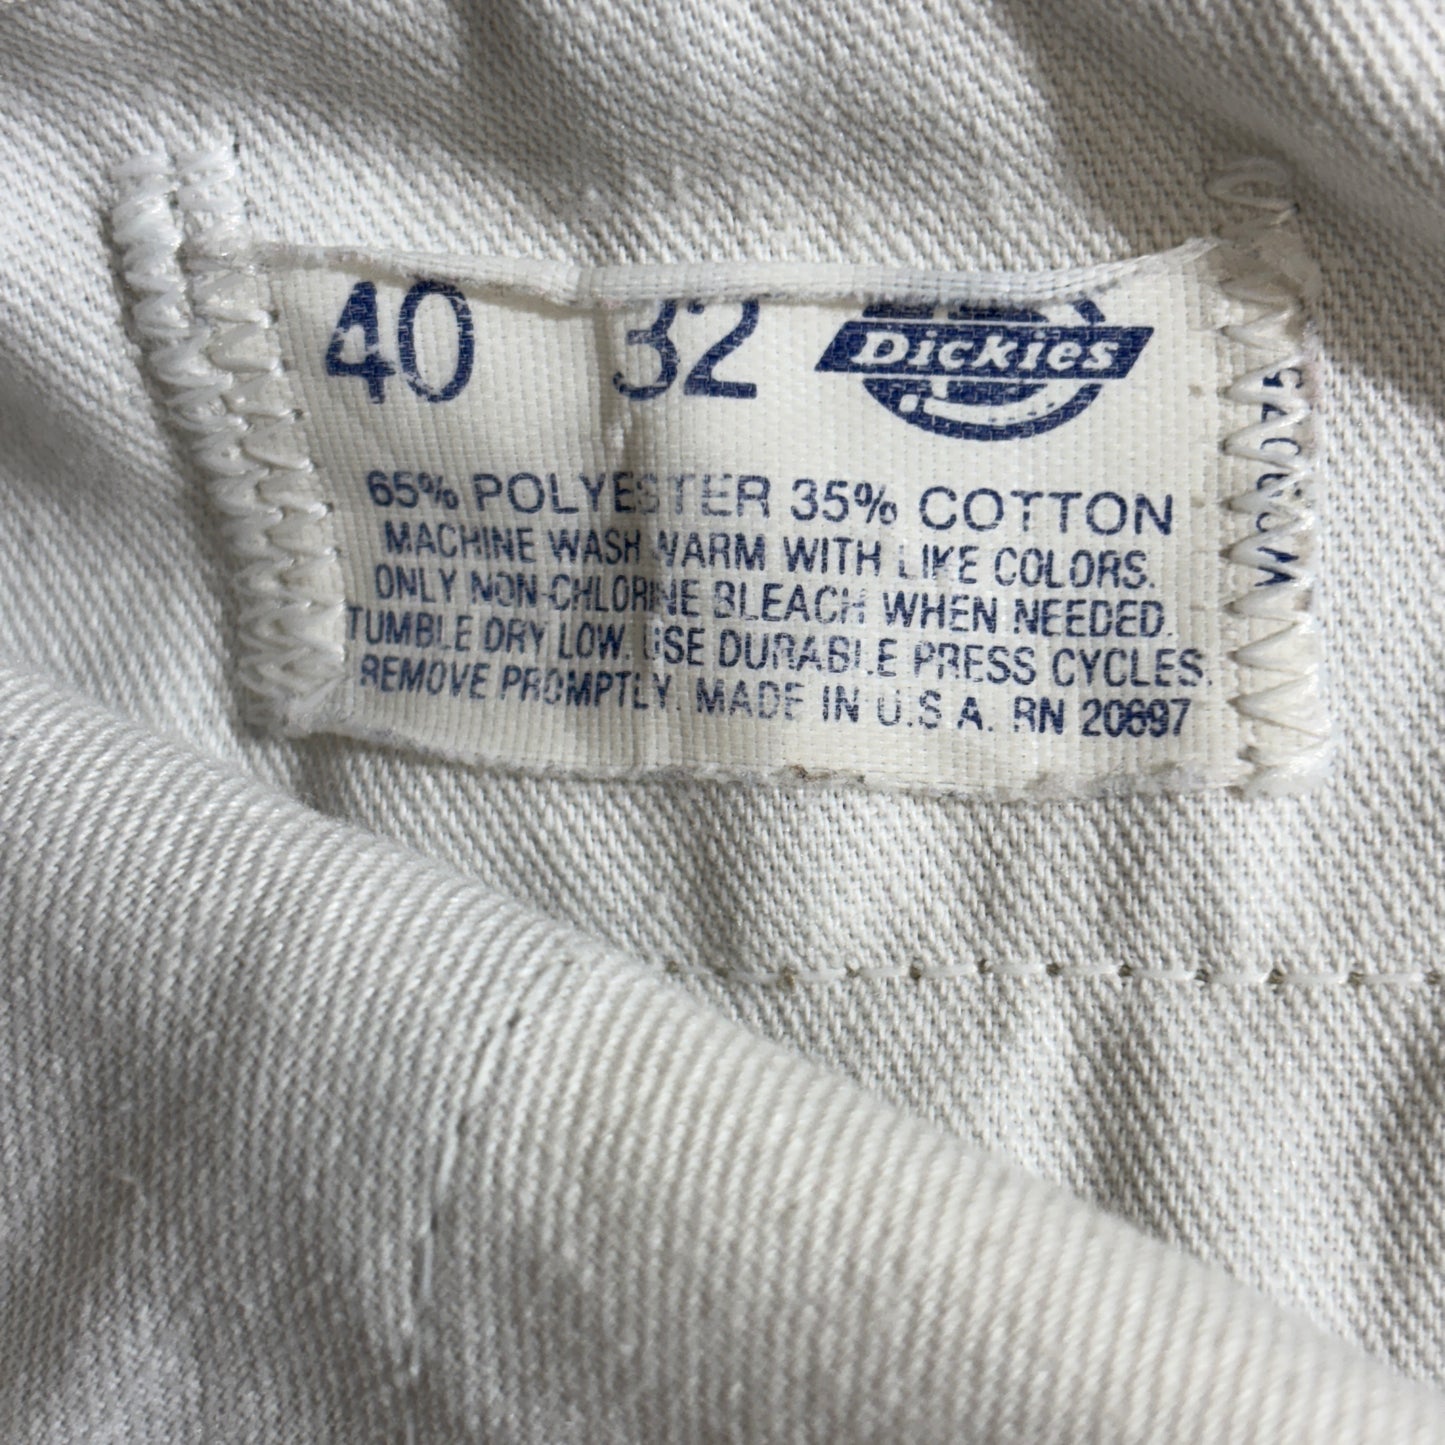 40 32 Dickies
65% POLYESTER 35% COTTON
MACHINE WASH WARM WITH LIKE COLORS.
ONLY NON-CHLORINE BLEACH WHEN NEEDED.
TUMBLE DRY LOW. USE DURABLE PRESS CYCLES.
REMOVE PROMPTLY. MADE IN U.S.A. RN 20697